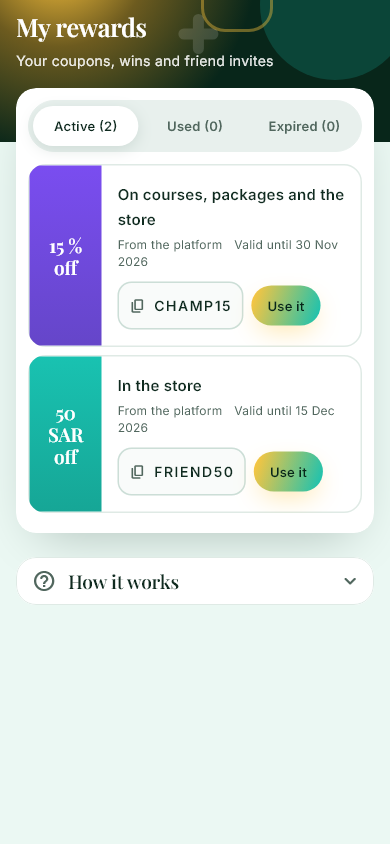 My rewards
Your coupons, wins and friend invites
Active (2)
Used (0)
Expired (0)
15 %
off
On courses, packages and the
store
From the platform Valid until 30 Nov
2026
CHAMP15
Use it
50
SAR
off
In the store
From the platform Valid until 15 Dec
2026
FRIEND50
Use it
How it works